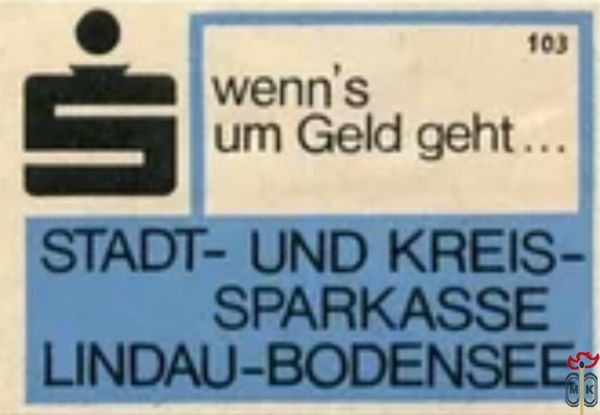 103
wenn's
um Geld geht...
STADT- UND KREIS-
SPARKASSE
LINDAU-BODENSEE
M K